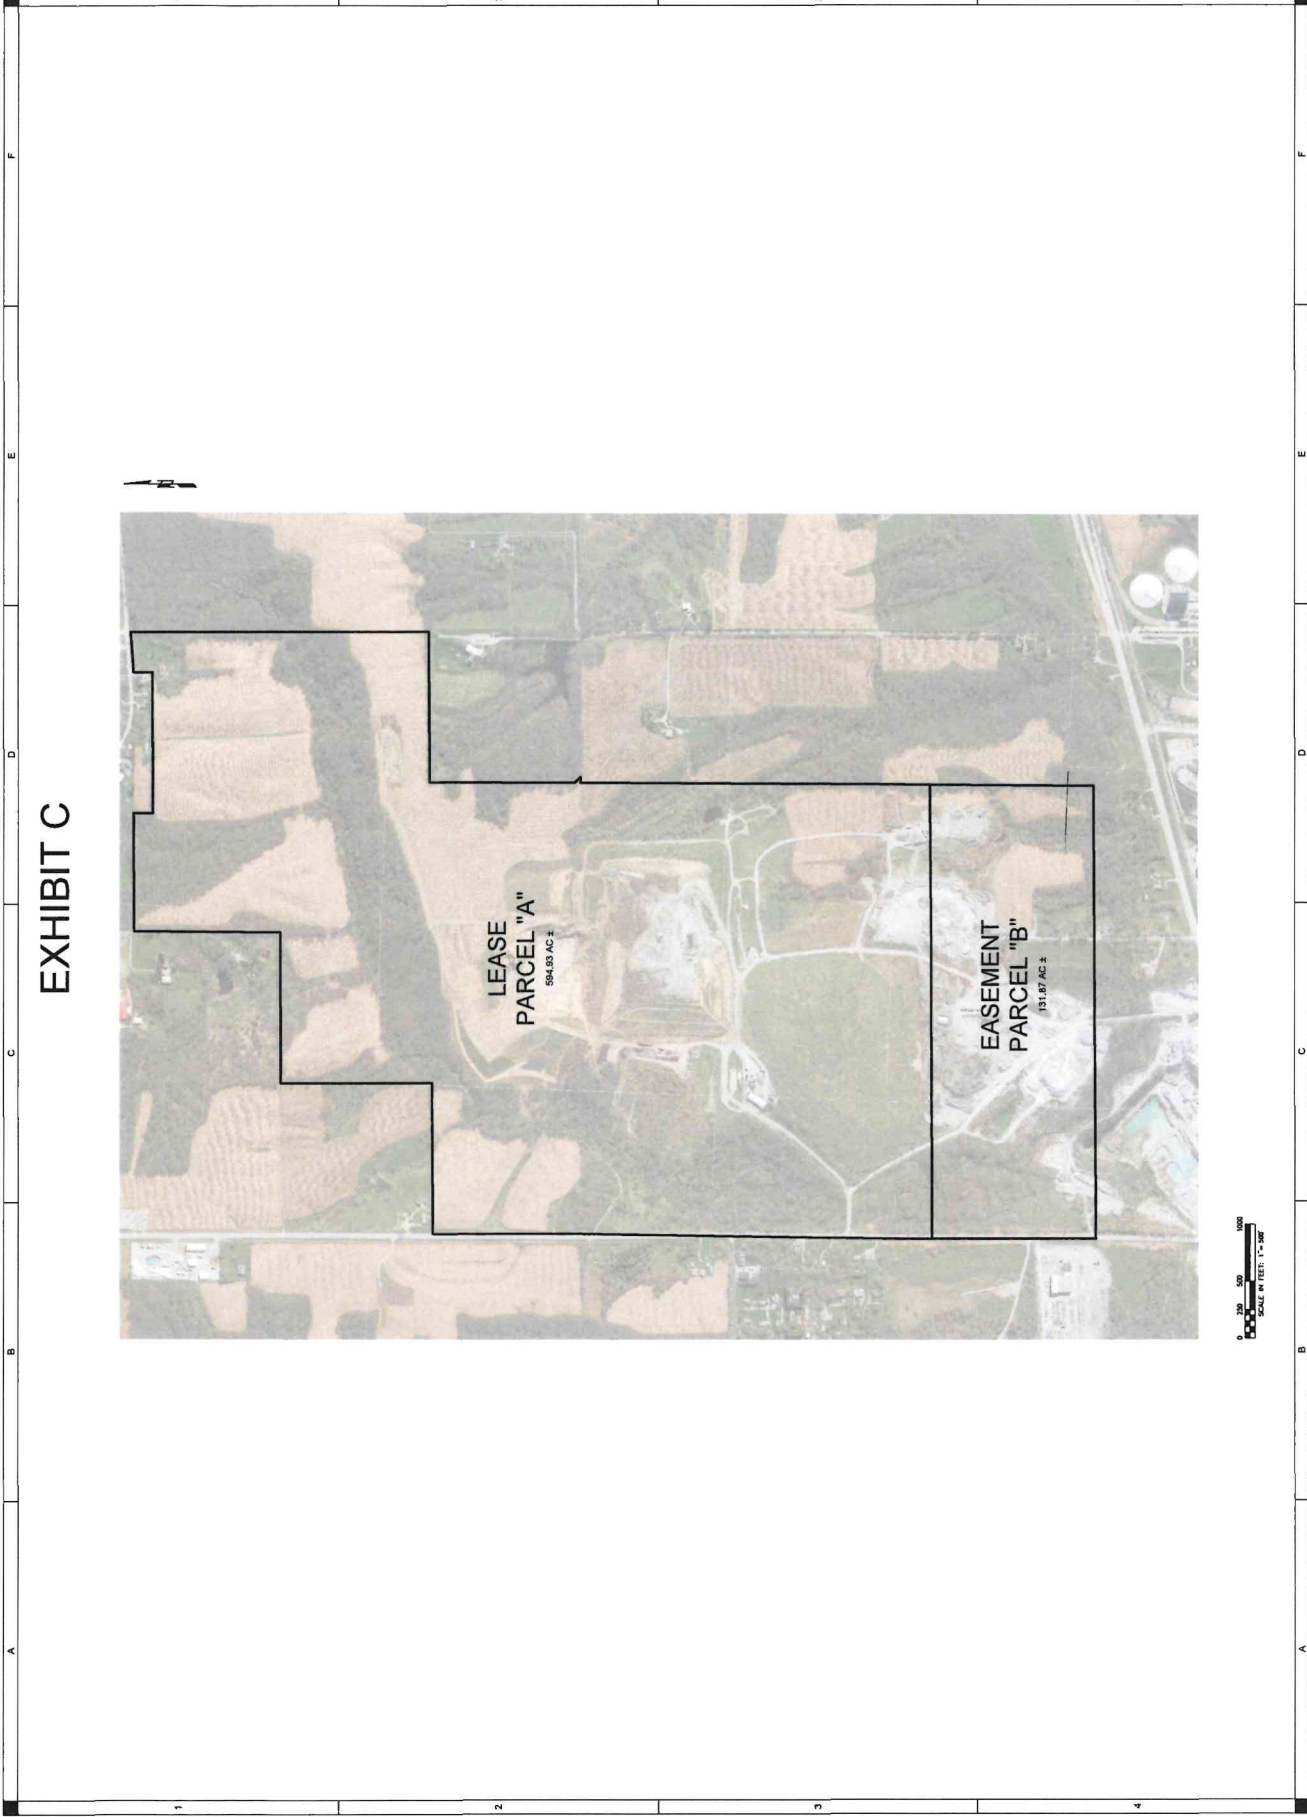 EXHIBIT C
LEASE
PARCEL "A"
594.93 AC ±
EASEMENT
PARCEL "B"
131.87 AC ±
0 250 500 1000
SCALE IN FEET: 1"= 500'
A B C D E F
A B C D E F
1
2
3
4